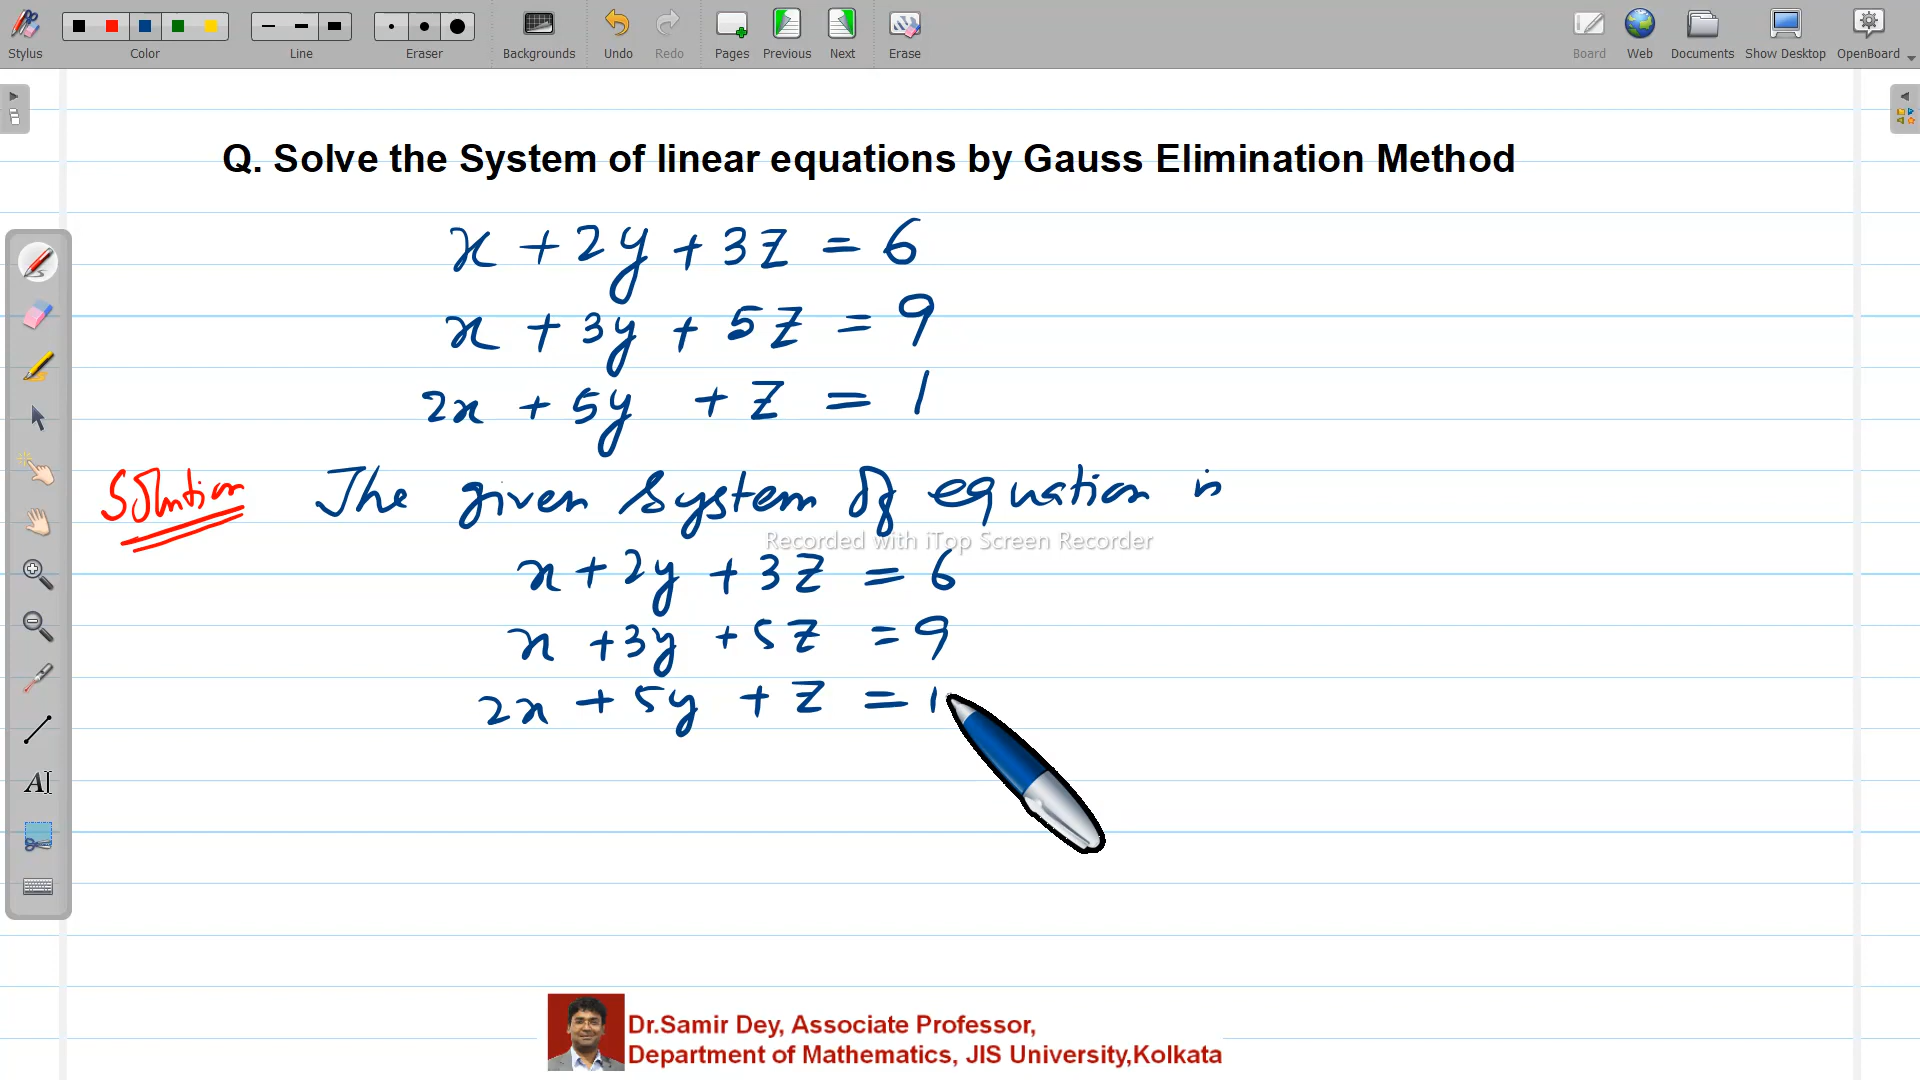 Stylus Color Line Eraser Backgrounds Undo Redo Pages Previous Next Erase Board Web Documents Show Desktop OpenBoard
Q. Solve the System of linear equations by Gauss Elimination Method
x + 2y + 3z = 6
x + 3y + 5z = 9
2x + 5y + z = 1
Solution The given system of equation is
Recorded with iTop Screen Recorder
x + 2y + 3z = 6
x + 3y + 5z = 9
2x + 5y + z = 1
Dr.Samir Dey, Associate Professor,
Department of Mathematics, JIS University,Kolkata